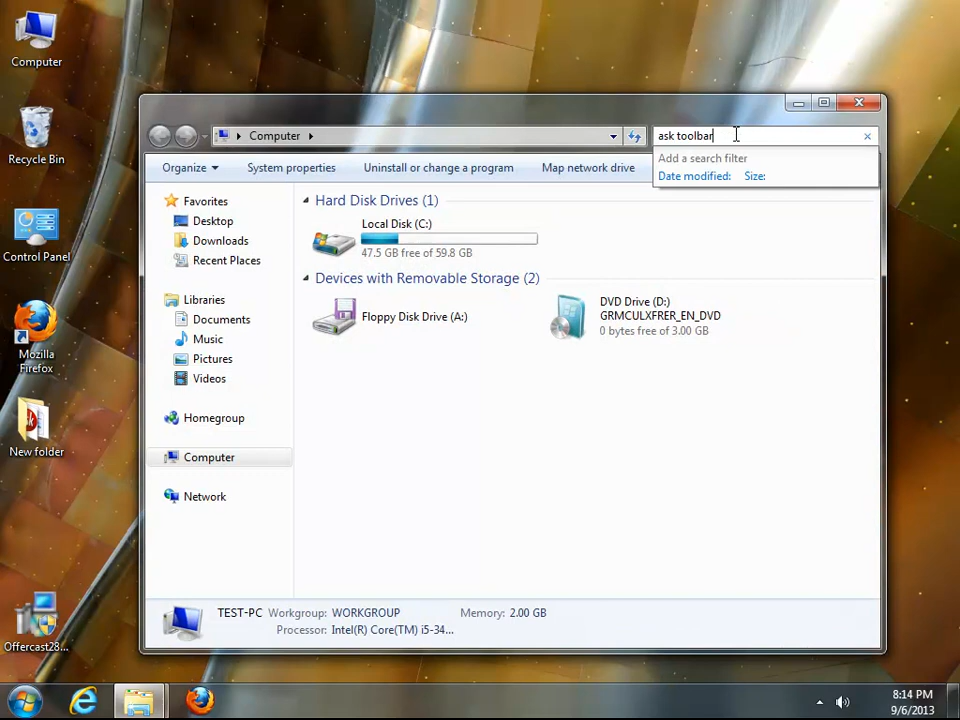 Computer
Recycle Bin
Control Panel
Mozilla
Firefox
New folder
Offercast28...
Computer
ask toolbar
Add a search filter
Date modified: Size:
Organize
System properties
Uninstall or change a program
Map network drive
Favorites
Desktop
Downloads
Recent Places
Libraries
Documents
Music
Pictures
Videos
Homegroup
Computer
Network
Hard Disk Drives (1)
Local Disk (C:)
47.5 GB free of 59.8 GB
Devices with Removable Storage (2)
Floppy Disk Drive (A:)
DVD Drive (D:)
GRMCULXFRER_EN_DVD
0 bytes free of 3.00 GB
TEST-PC Workgroup: WORKGROUP Memory: 2.00 GB
Processor: Intel(R) Core(TM) i5-34...
8:14 PM
9/6/2013